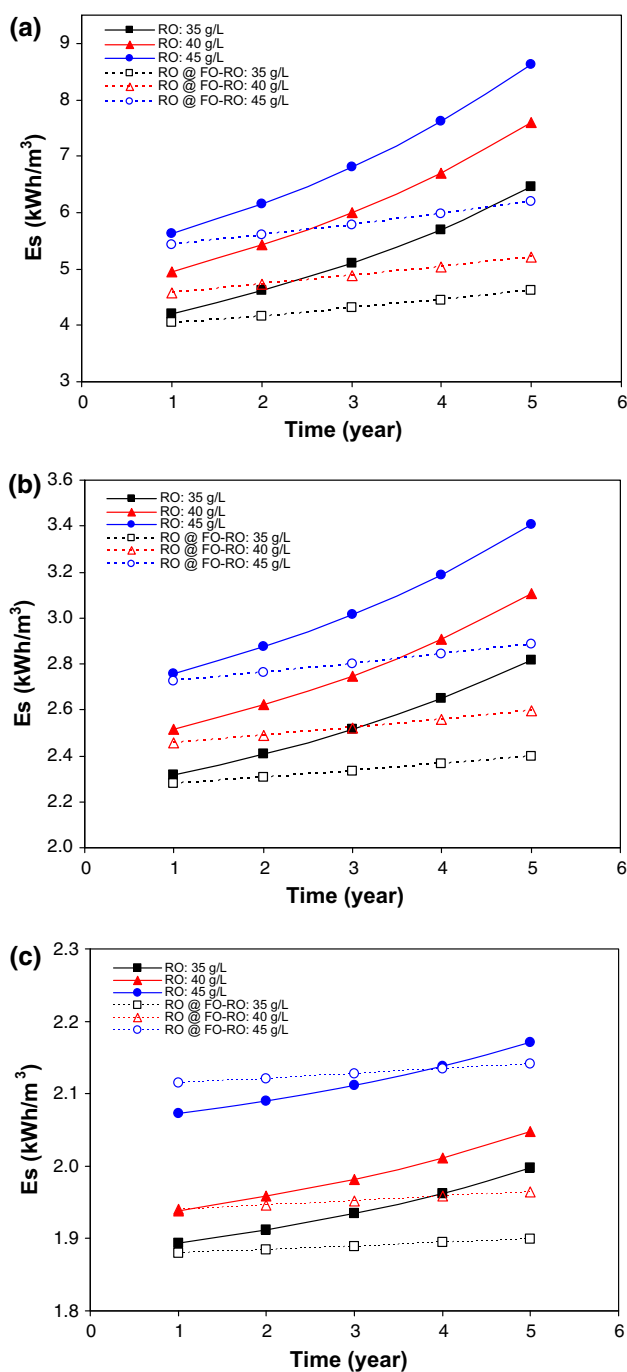 (a)
RO: 35 g/L
RO: 40 g/L
RO: 45 g/L
RO @ FO-RO: 35 g/L
RO @ FO-RO: 40 g/L
RO @ FO-RO: 45 g/L
Es (kWh/m³)
9
8
7
6
5
4
3
0 1 2 3 4 5 6
Time (year)
(b)
RO: 35 g/L
RO: 40 g/L
RO: 45 g/L
RO @ FO-RO: 35 g/L
RO @ FO-RO: 40 g/L
RO @ FO-RO: 45 g/L
Es (kWh/m³)
3.6
3.4
3.2
3.0
2.8
2.6
2.4
2.2
2.0
0 1 2 3 4 5 6
Time (year)
(c)
RO: 35 g/L
RO: 40 g/L
RO: 45 g/L
RO @ FO-RO: 35 g/L
RO @ FO-RO: 40 g/L
RO @ FO-RO: 45 g/L
Es (kWh/m³)
2.3
2.2
2.1
2.0
1.9
1.8
0 1 2 3 4 5 6
Time (year)